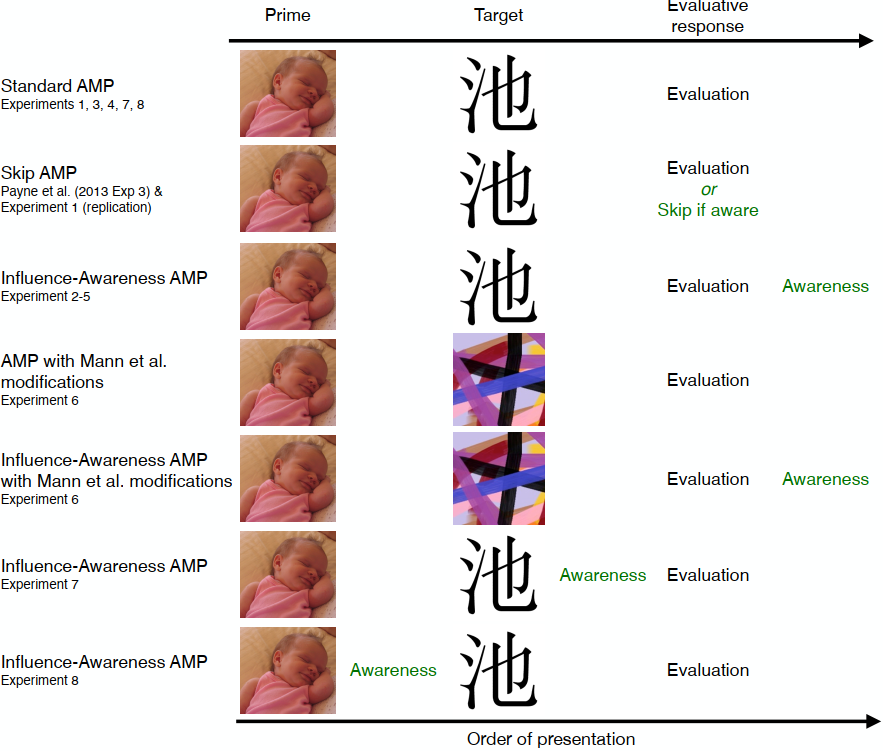 Prime Target Evaluative
response
Standard AMP
Experiments 1, 3, 4, 7, 8
池 Evaluation
Skip AMP
Payne et al. (2013 Exp 3) &
Experiment 1 (replication)
池 Evaluation
or
Skip if aware
Influence-Awareness AMP
Experiment 2-5
池 Evaluation Awareness
AMP with Mann et al.
modifications
Experiment 6
Evaluation
Influence-Awareness AMP
with Mann et al. modifications
Experiment 6
Evaluation Awareness
Influence-Awareness AMP
Experiment 7
池 Awareness Evaluation
Influence-Awareness AMP
Experiment 8
Awareness 池 Evaluation
Order of presentation